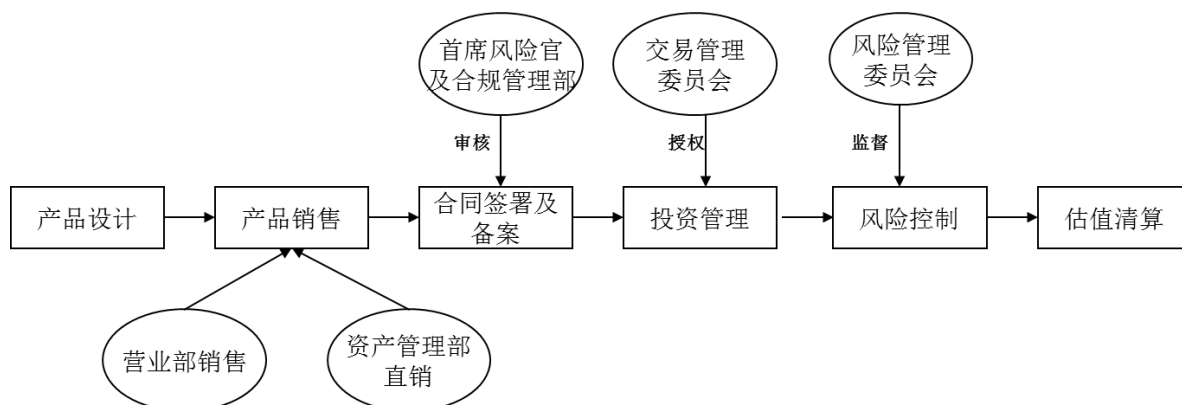 首席风险官
及合规管理部
交易管理
委员会
风险管理
委员会
审核
授权
监督
产品设计
产品销售
合同签署及
备案
投资管理
风险控制
估值清算
营业部销售
资产管理部
直销